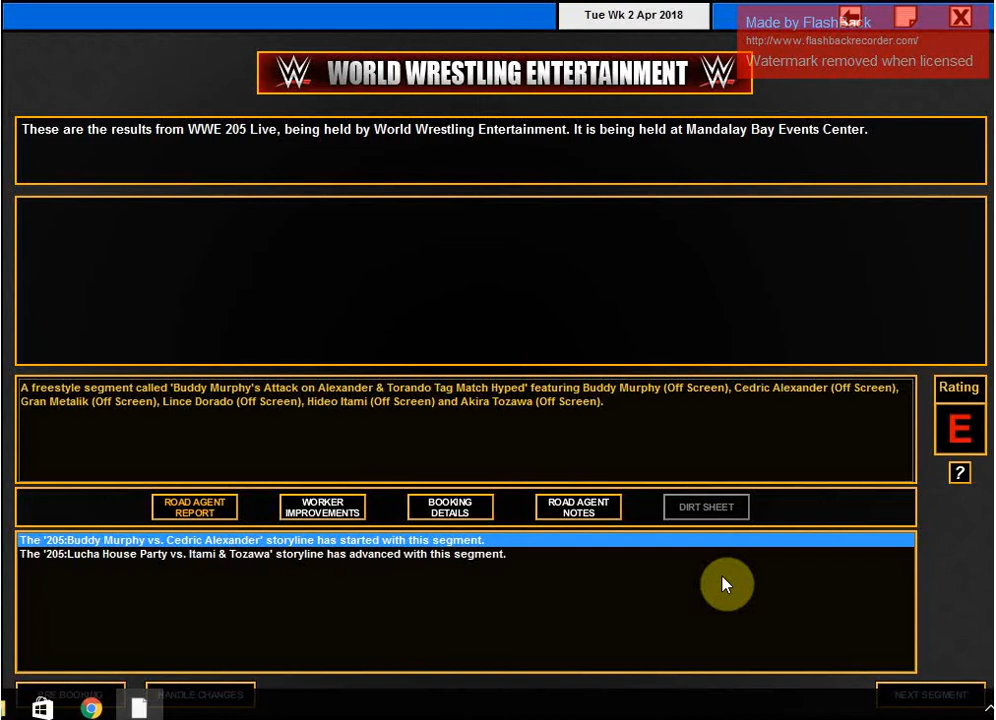 Tue Wk 2 Apr 2018
Made by FlashBack
http://www.flashbackrecorder.com/
Watermark removed when licensed
WORLD WRESTLING ENTERTAINMENT
These are the results from WWE 205 Live, being held by World Wrestling Entertainment. It is being held at Mandalay Bay Events Center.
A freestyle segment called 'Buddy Murphy's Attack on Alexander & Torando Tag Match Hyped' featuring Buddy Murphy (Off Screen), Cedric Alexander (Off Screen),
Gran Metalik (Off Screen), Lince Dorado (Off Screen), Hideo Itami (Off Screen) and Akira Tozawa (Off Screen).
Rating
E
?
ROAD AGENT
REPORT
WORKER
IMPROVEMENTS
BOOKING
DETAILS
ROAD AGENT
NOTES
DIRT SHEET
The '205:Buddy Murphy vs. Cedric Alexander' storyline has started with this segment.
The '205:Lucha House Party vs. Itami & Tozawa' storyline has advanced with this segment.
PRE BOOKING
HANDLE CHANGES
NEXT SEGMENT